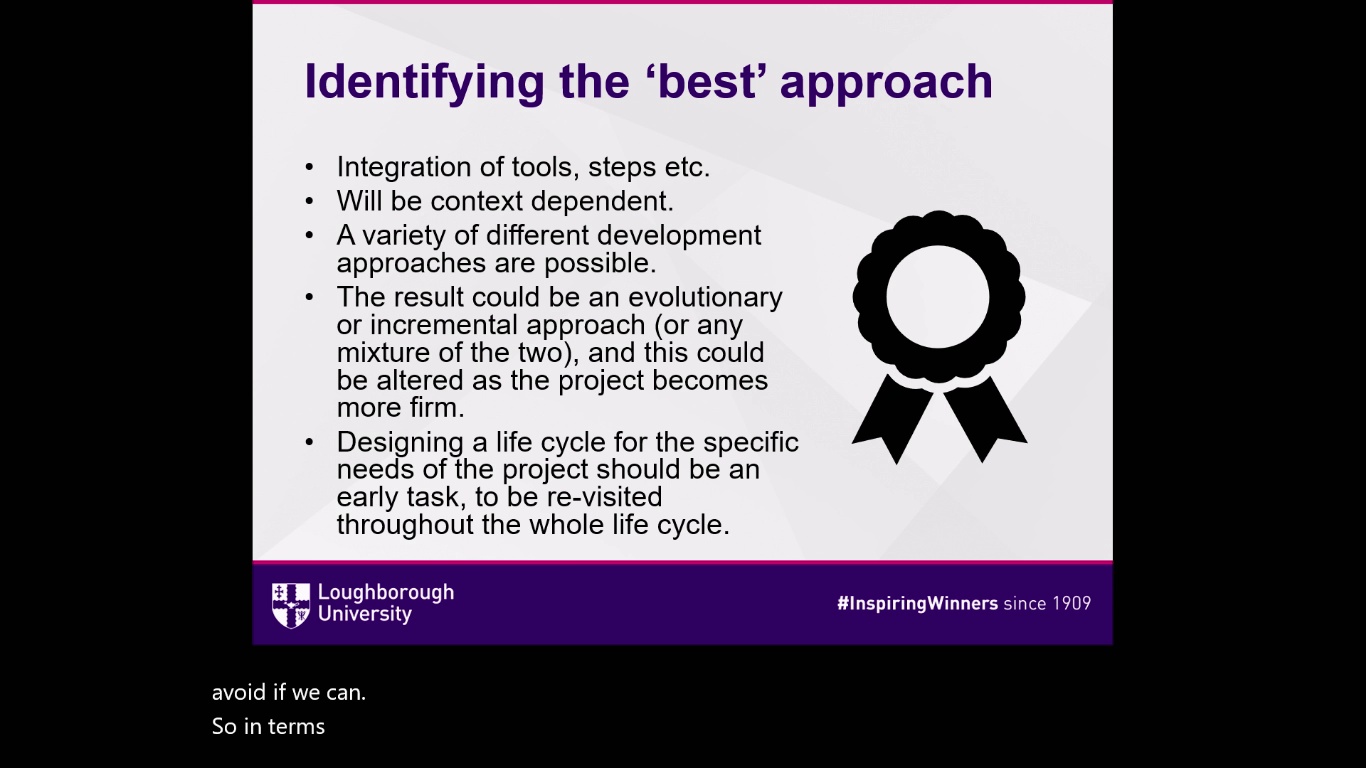 Identifying the ‘best’ approach
• Integration of tools, steps etc.
• Will be context dependent.
• A variety of different development
approaches are possible.
• The result could be an evolutionary
or incremental approach (or any
mixture of the two), and this could
be altered as the project becomes
more firm.
• Designing a life cycle for the specific
needs of the project should be an
early task, to be re-visited
throughout the whole life cycle.
Loughborough
University
#InspiringWinners since 1909
avoid if we can.
So in terms